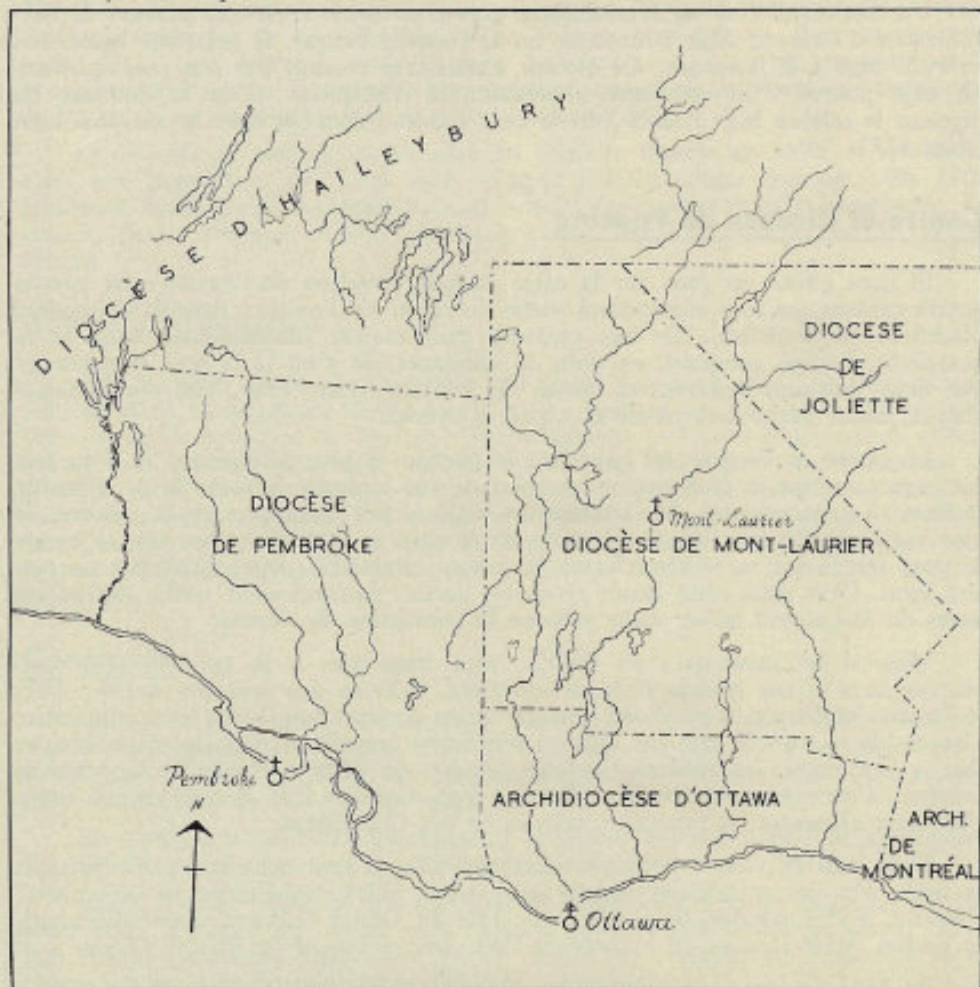 DIOCESE D'HAILEYBURY
DIOCESE
DE
JOLIETTE
DIOCÈSE
DE PEMBROKE
Mont-Laurier
DIOCÈSE DE MONT-LAURIER
Pembroke
N
ARCHIDIOCÈSE D'OTTAWA
ARCH.
DE
MONTRÉAL
Ottawa